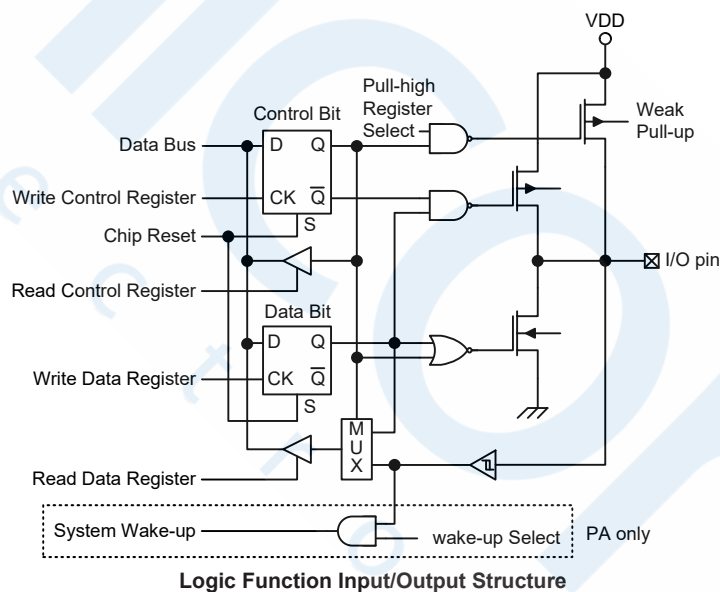 VDD
Pull-high
Register
Select
Control Bit
Weak
Pull-up
Data Bus
D Q
Write Control Register
CK Q
S
Chip Reset
I/O pin
Read Control Register
Data Bit
D Q
Write Data Register
CK Q
S
M
U
X
Read Data Register
System Wake-up
wake-up Select
PA only
Logic Function Input/Output Structure